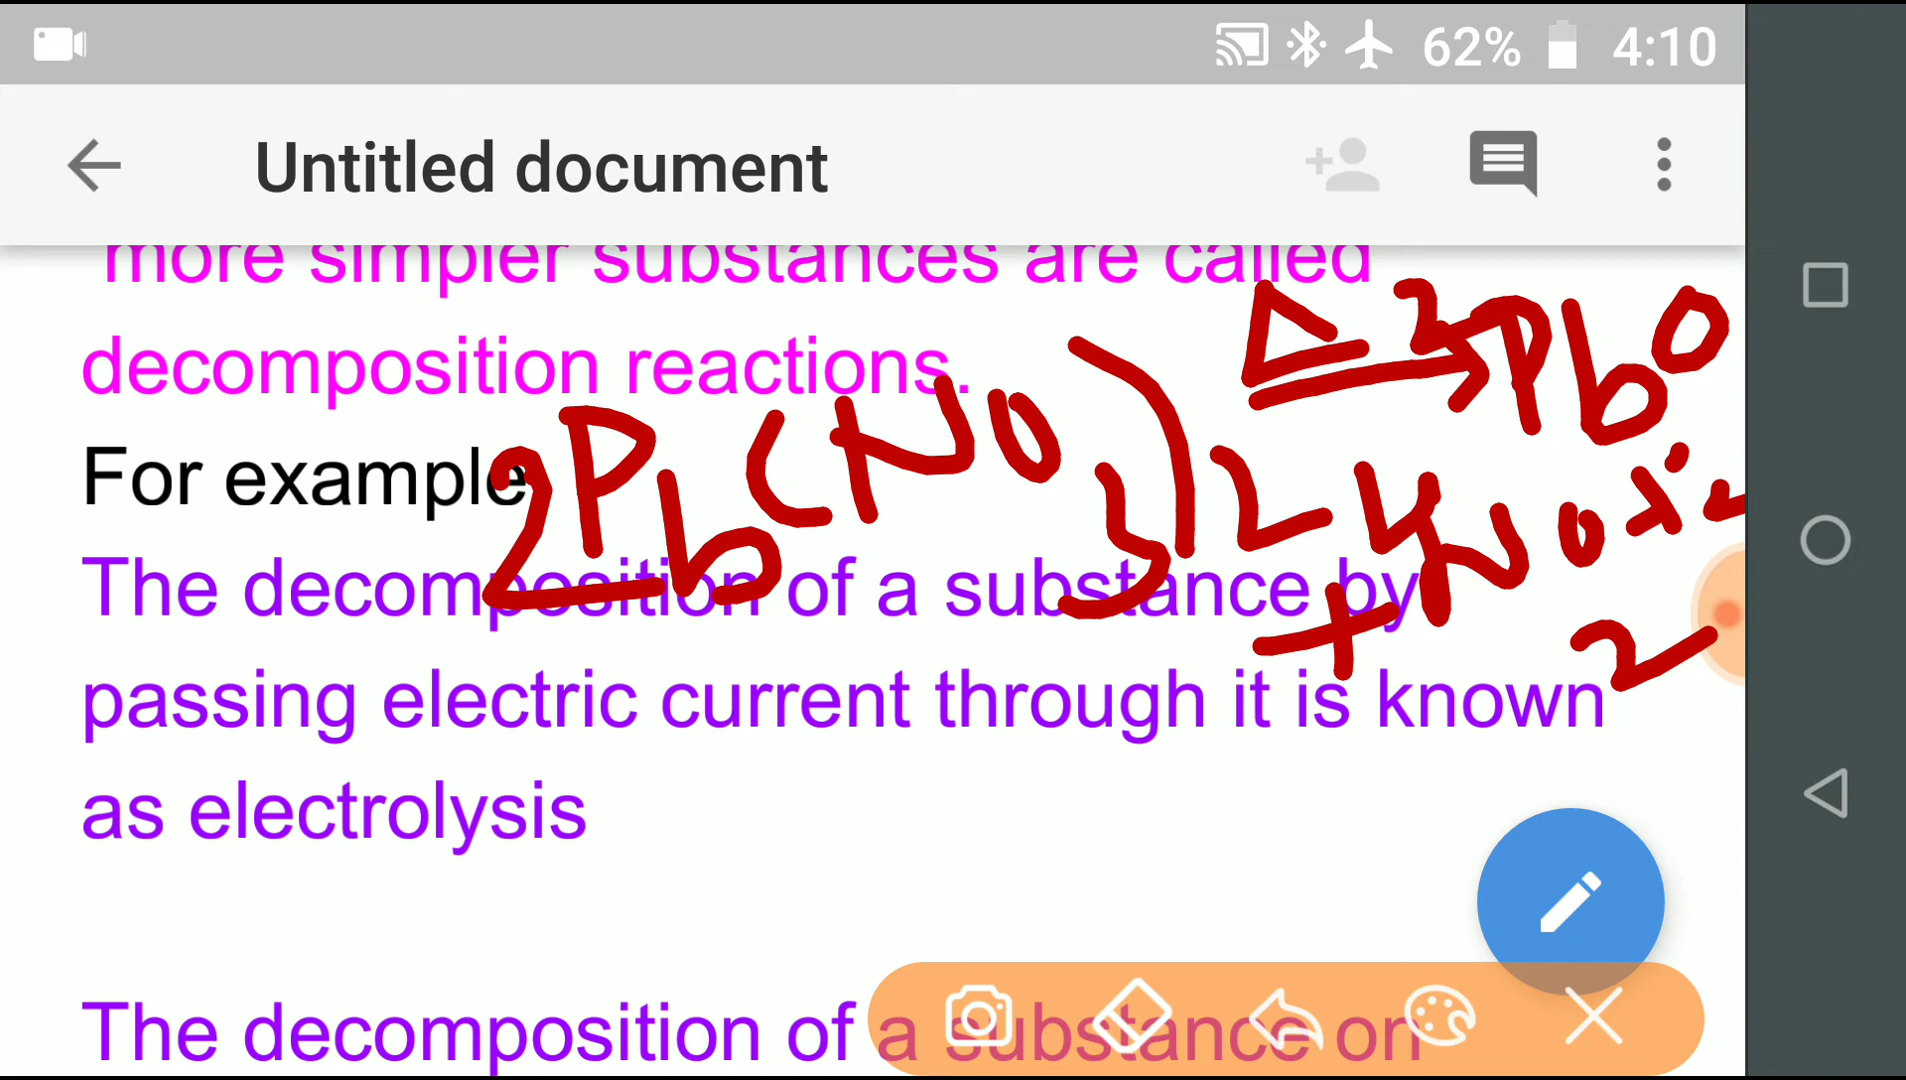 62% 4:10
Untitled document
more simpler substances are called
decomposition reactions.
For example
2Pb(NO3)2 Δ→ 2PbO
+ 4NO2
The decomposition of a substance by
passing electric current through it is known
as electrolysis
The decomposition of a substance on